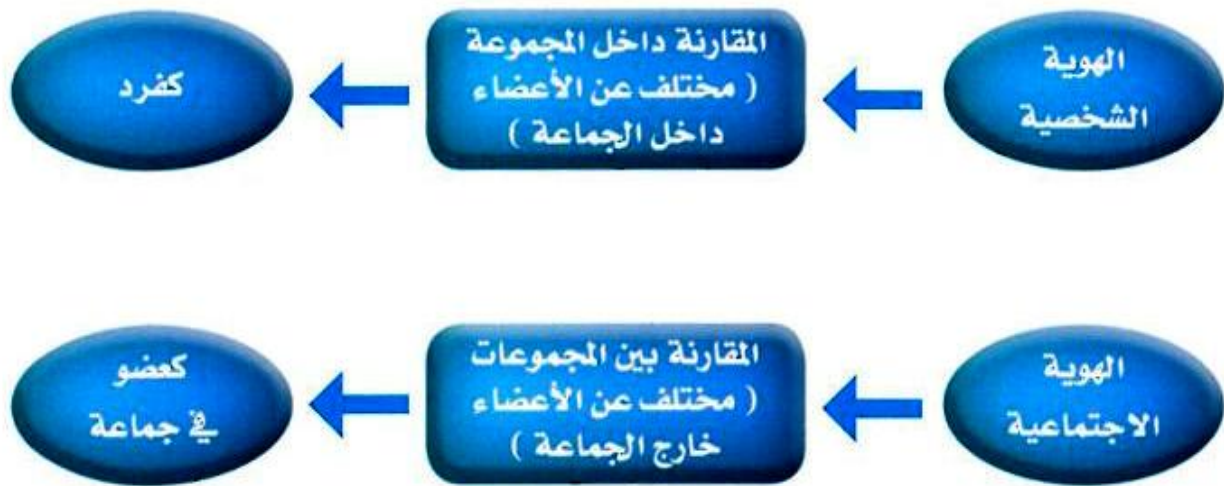 الهوية
الشخصية
المقارنة داخل المجموعة
( مختلف عن الأعضاء
داخل الجماعة )
كفرد
الهوية
الاجتماعية
المقارنة بين المجموعات
( مختلف عن الأعضاء
خارج الجماعة )
كعضو
في جماعة